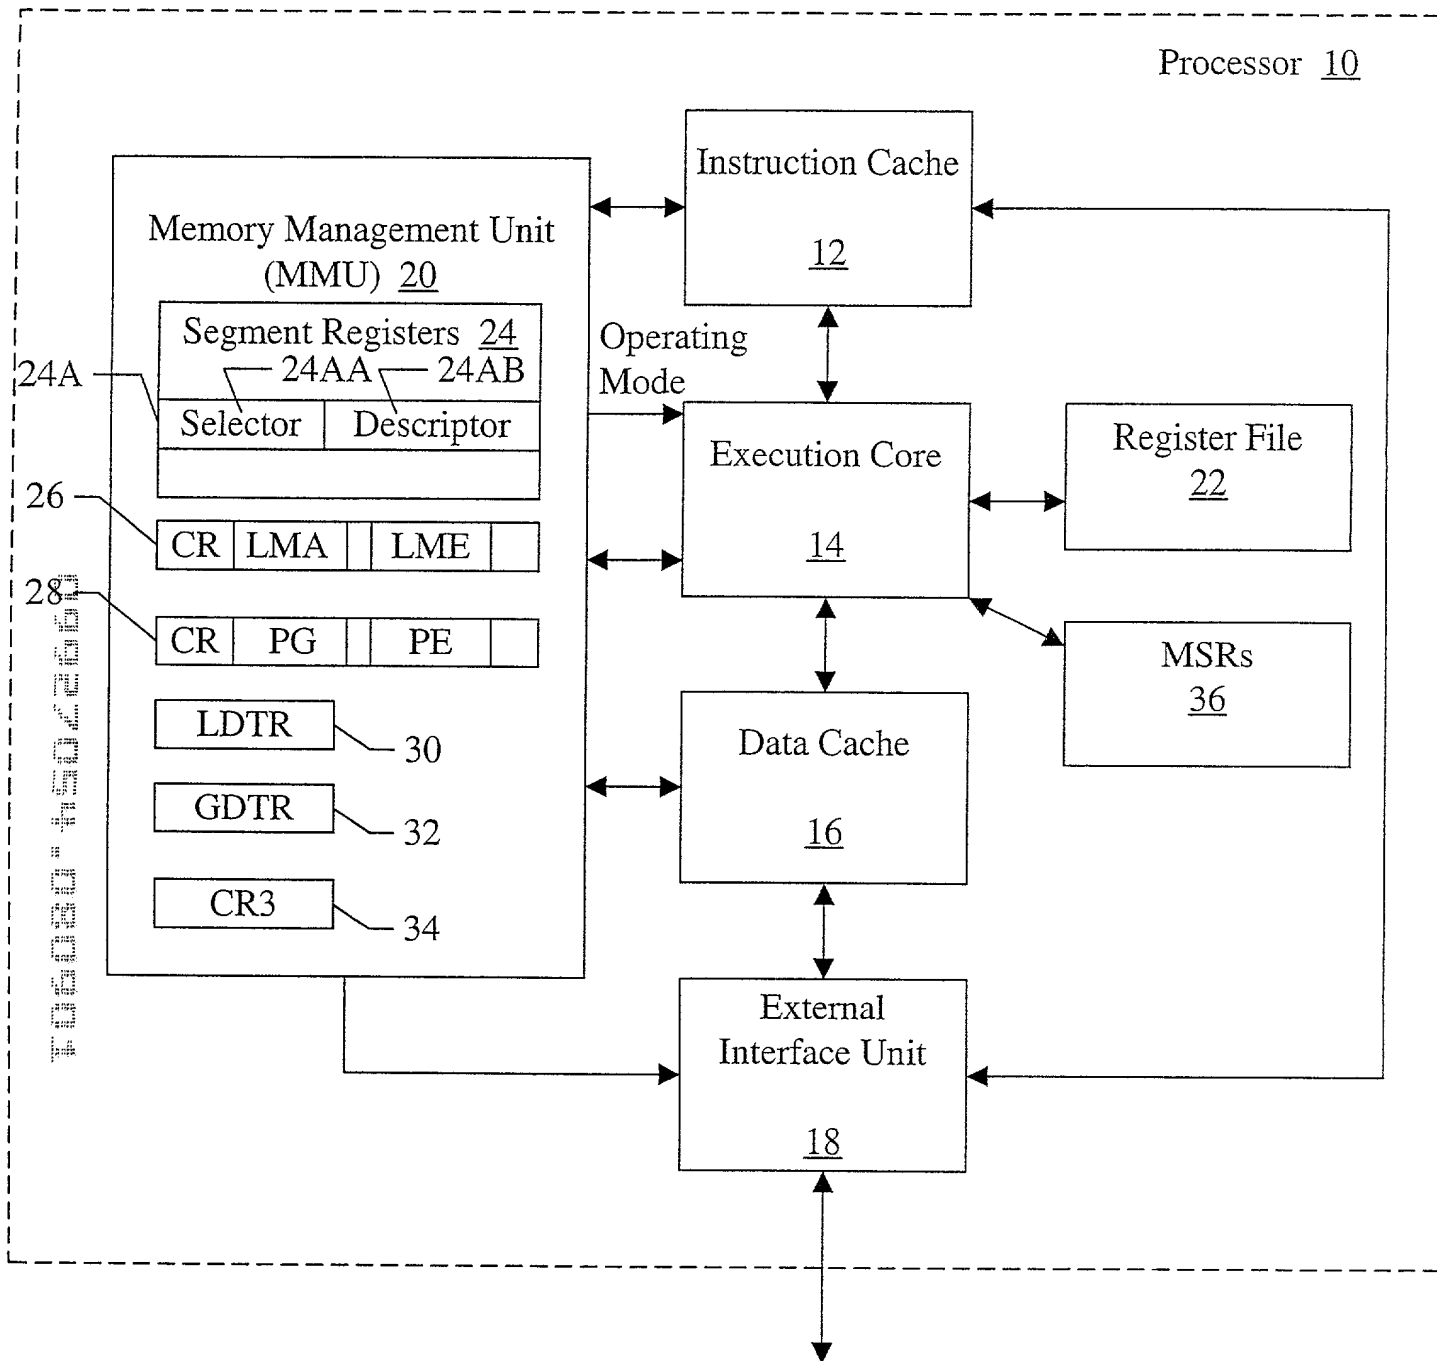 Processor 10
Instruction Cache
12
Memory Management Unit
(MMU) 20
Segment Registers 24
24AA 24AB
24A
Selector Descriptor
Operating
Mode
Execution Core
14
Register File
22
26
CR LMA LME
28
CR PG PE
MSRs
36
LDTR
30
Data Cache
16
GDTR
32
CR3
34
External
Interface Unit
18
09927054.080901